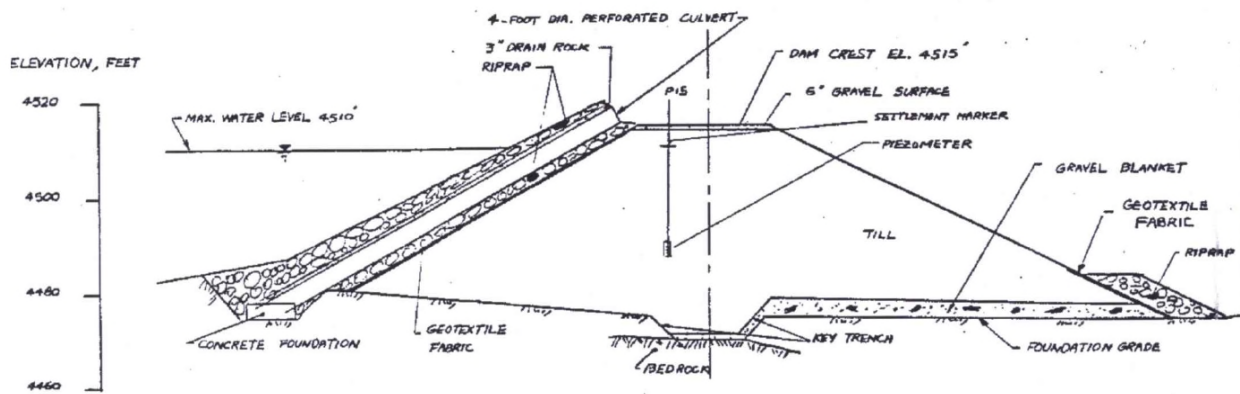 4-FOOT DIA. PERFORATED CULVERT
3" DRAIN ROCK
RIPRAP
ELEVATION, FEET
DAM CREST EL. 4515'
6" GRAVEL SURFACE
P15
SETTLEMENT MARKER
PIEZOMETER
4520
MAX. WATER LEVEL 4510'
GRAVEL BLANKET
GEOTEXTILE
FABRIC
4500
TILL
RIPRAP
4480
CONCRETE FOUNDATION
GEOTEXTILE
FABRIC
KEY TRENCH
FOUNDATION GRADE
BEDROCK
4460